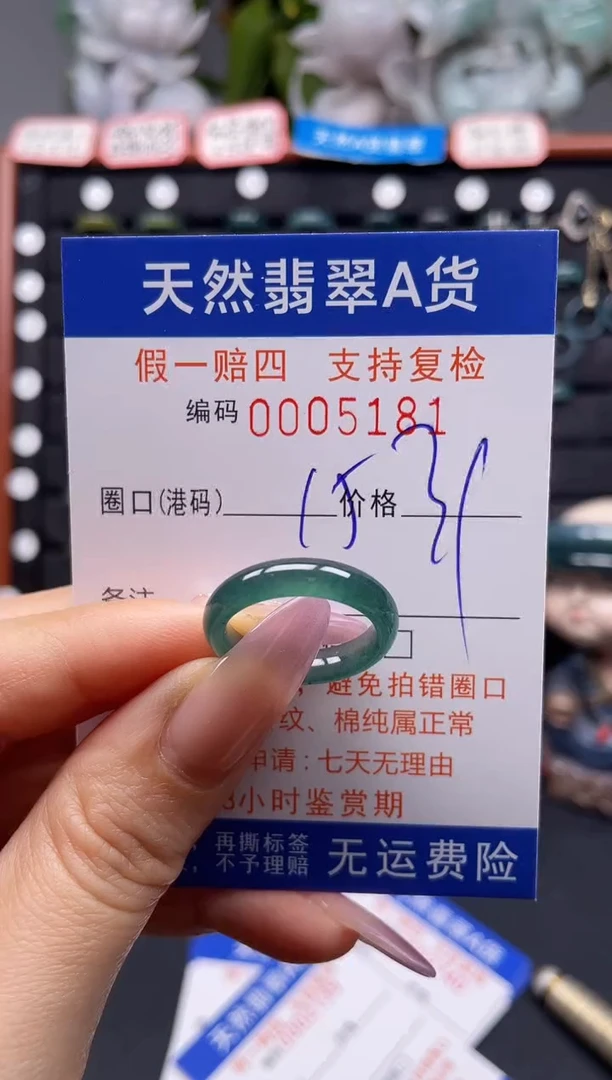 天然翡翠A货
假一赔四 支持复检
编码 0005181
圈口(港码) 15 价格
备注
避免拍错圈口
纹、棉纯属正常
申请:七天无理由
8小时鉴赏期
再撕标签
不予理赔
无运费险